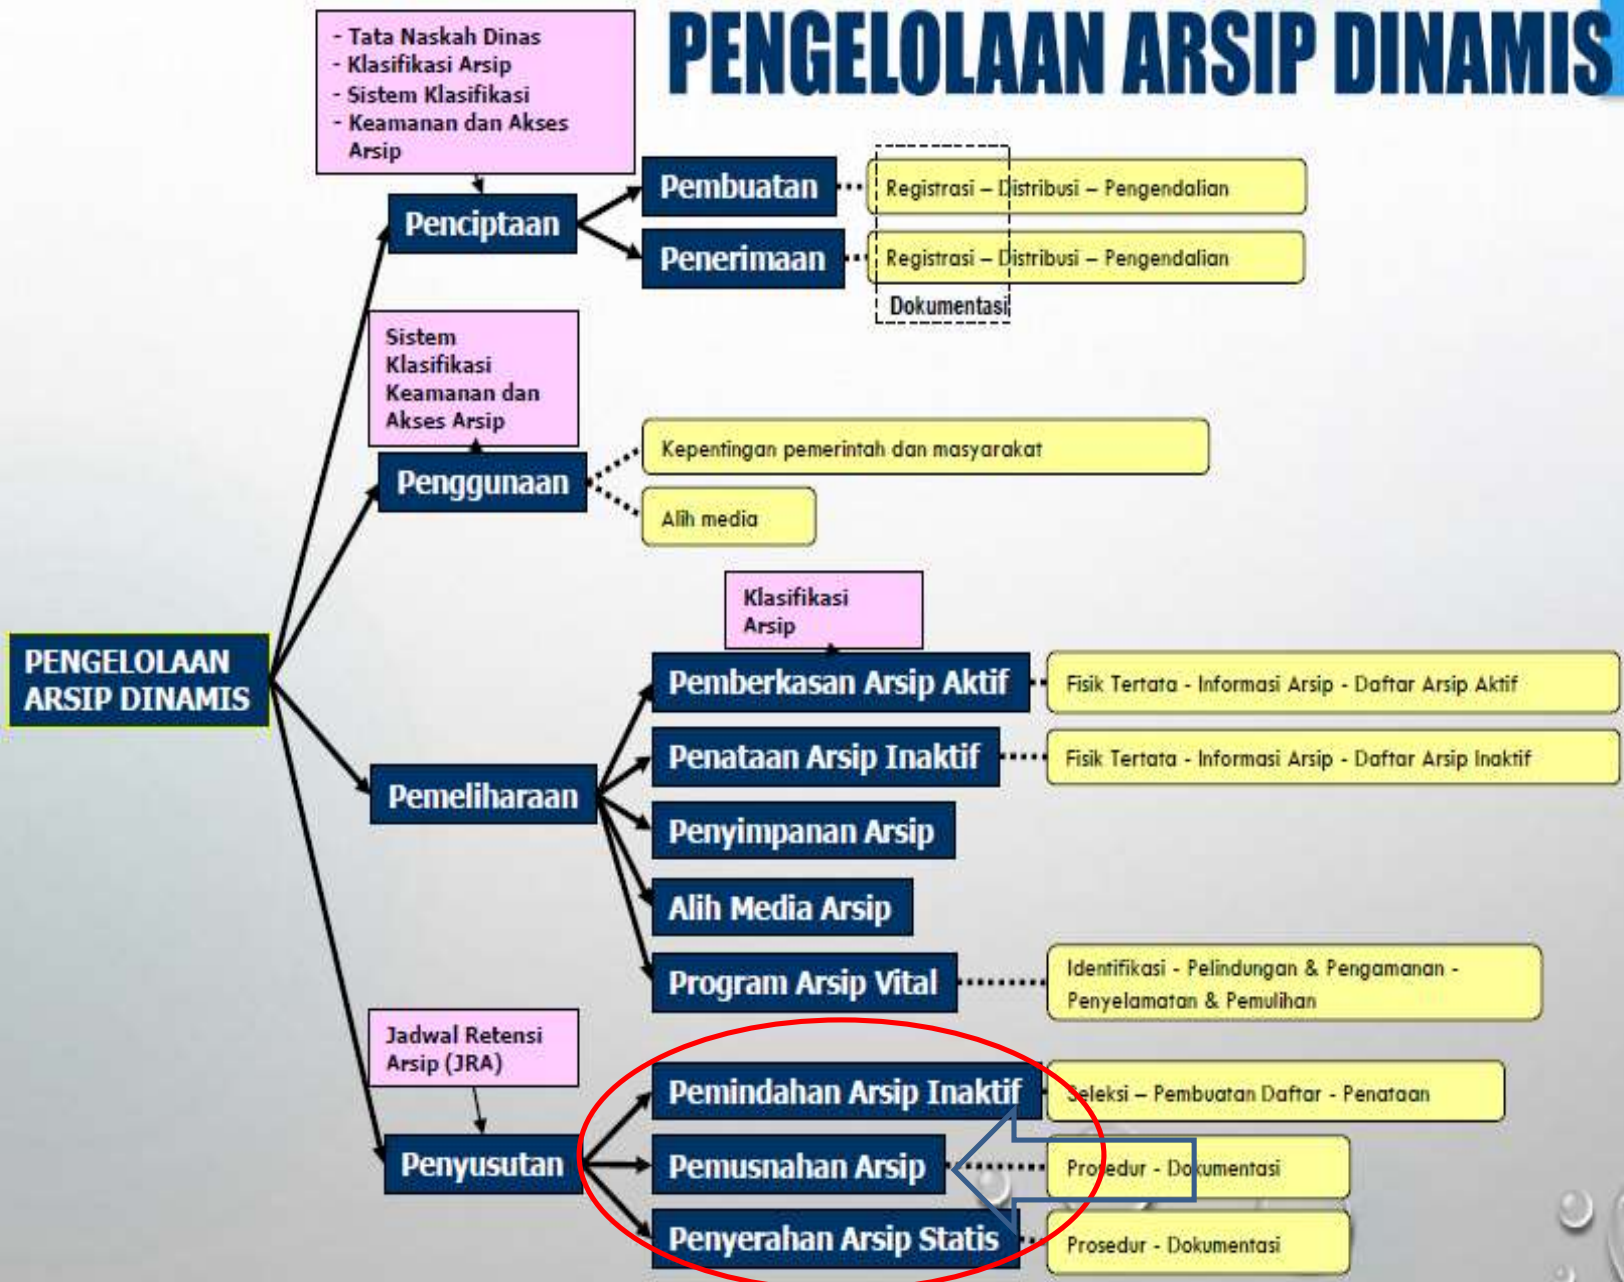 PENGELOLAAN ARSIP DINAMIS
- Tata Naskah Dinas
- Klasifikasi Arsip
- Sistem Klasifikasi
- Keamanan dan Akses
Arsip
Penciptaan
Pembuatan
Registrasi – Distribusi – Pengendalian
Penerimaan
Registrasi – Distribusi – Pengendalian
Dokumentasi
Sistem
Klasifikasi
Keamanan dan
Akses Arsip
Penggunaan
Kepentingan pemerintah dan masyarakat
Alih media
PENGELOLAAN
ARSIP DINAMIS
Klasifikasi
Arsip
Pemeliharaan
Pemberkasan Arsip Aktif
Fisik Tertata - Informasi Arsip - Daftar Arsip Aktif
Penataan Arsip Inaktif
Fisik Tertata - Informasi Arsip - Daftar Arsip Inaktif
Penyimpanan Arsip
Alih Media Arsip
Program Arsip Vital
Identifikasi - Pelindungan & Pengamanan -
Penyelamatan & Pemulihan
Jadwal Retensi
Arsip (JRA)
Penyusutan
Pemindahan Arsip Inaktif
Seleksi – Pembuatan Daftar - Penataan
Pemusnahan Arsip
Prosedur - Dokumentasi
Penyerahan Arsip Statis
Prosedur - Dokumentasi